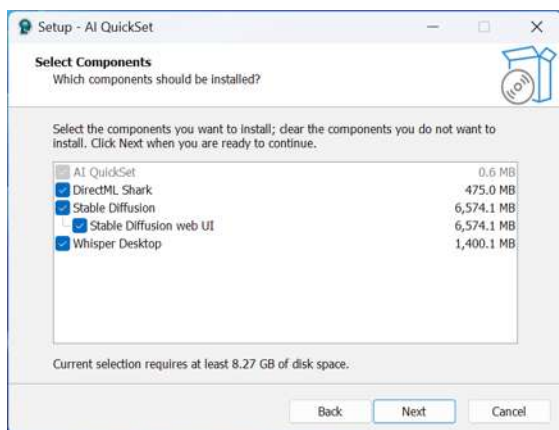 Setup - AI QuickSet
Select Components
Which components should be installed?
Select the components you want to install; clear the components you do not want to
install. Click Next when you are ready to continue.
AI QuickSet 0.6 MB
DirectML Shark 475.0 MB
Stable Diffusion 6,574.1 MB
Stable Diffusion web UI 6,574.1 MB
Whisper Desktop 1,400.1 MB
Current selection requires at least 8.27 GB of disk space.
Back Next Cancel